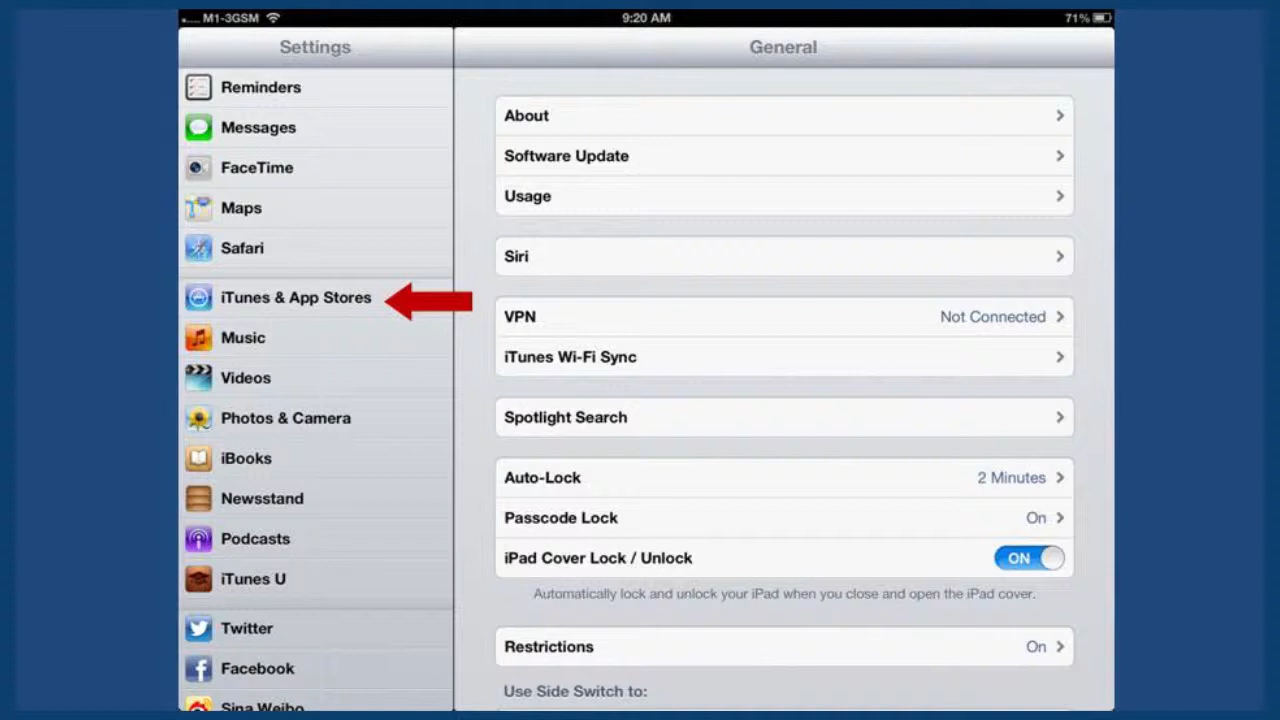 M1-3GSM 9:20 AM 71%
Settings
General
Reminders
Messages
FaceTime
Maps
Safari
iTunes & App Stores
Music
Videos
Photos & Camera
iBooks
Newsstand
Podcasts
iTunes U
Twitter
Facebook
Sina Weibo
About
Software Update
Usage
Siri
VPN Not Connected
iTunes Wi-Fi Sync
Spotlight Search
Auto-Lock 2 Minutes
Passcode Lock On
iPad Cover Lock / Unlock ON
Automatically lock and unlock your iPad when you close and open the iPad cover.
Restrictions On
Use Side Switch to: